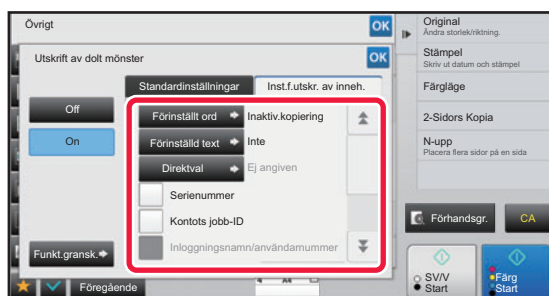 Övrigt
OK
Utskrift av dolt mönster
OK
Standardinställningar
Inst.f.utskr. av inneh.
Off
On
Förinställt ord
Inaktiv.kopiering
Förinställd text
Inte
Direktval
Ej angiven
Serienummer
Kontots jobb-ID
Inloggningsnamn/användarnummer
Funkt.gransk.
Föregående
A4
Original
Ändra storlek/riktning.
Stämpel
Skriv ut datum och stämpel
Färgläge
2-Sidors Kopia
N-upp
Placera flera sidor på en sida
Förhandsgr.
CA
SV/V
Start
Färg
Start